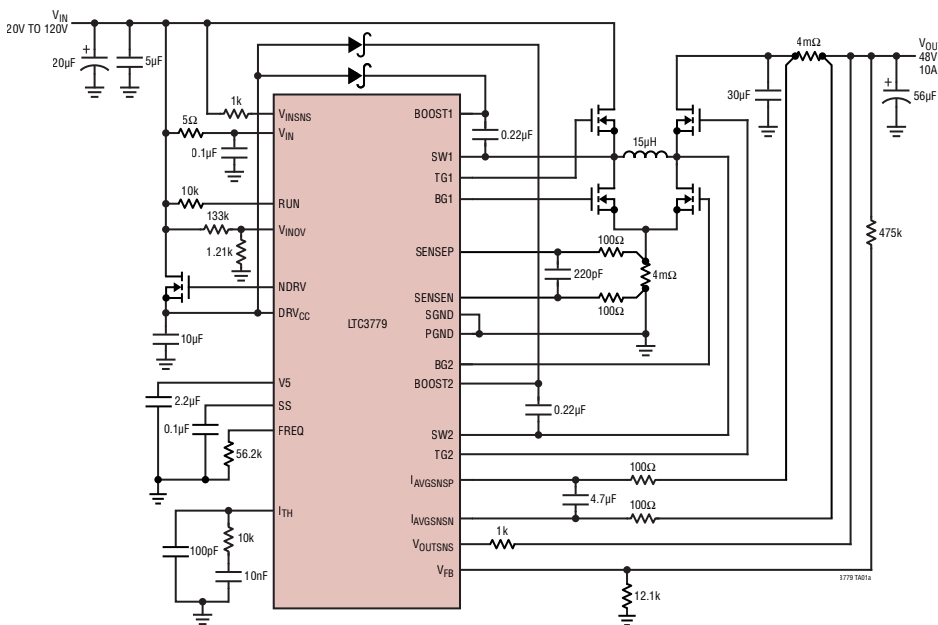 VIN
20V TO 120V
20µF
5µF
1k
VINSNS
5Ω
VIN
0.1µF
10k
RUN
133k
VINOV
1.21k
NDRV
DRVCC
10µF
V5
2.2µF
SS
0.1µF
FREQ
56.2k
ITH
100pF
10k
10nF
LTC3779
BOOST1
0.22µF
SW1
TG1
BG1
SENSEP
SENSEN
SGND
PGND
BG2
BOOST2
0.22µF
SW2
TG2
IAVGSNSP
IAVGSNSN
VOUTSNS
VFB
15µH
100Ω
220pF
4mΩ
100Ω
100Ω
4.7µF
100Ω
1k
12.1k
30µF
4mΩ
VOU
48V
10A
56µF
475k
3779 TA01a